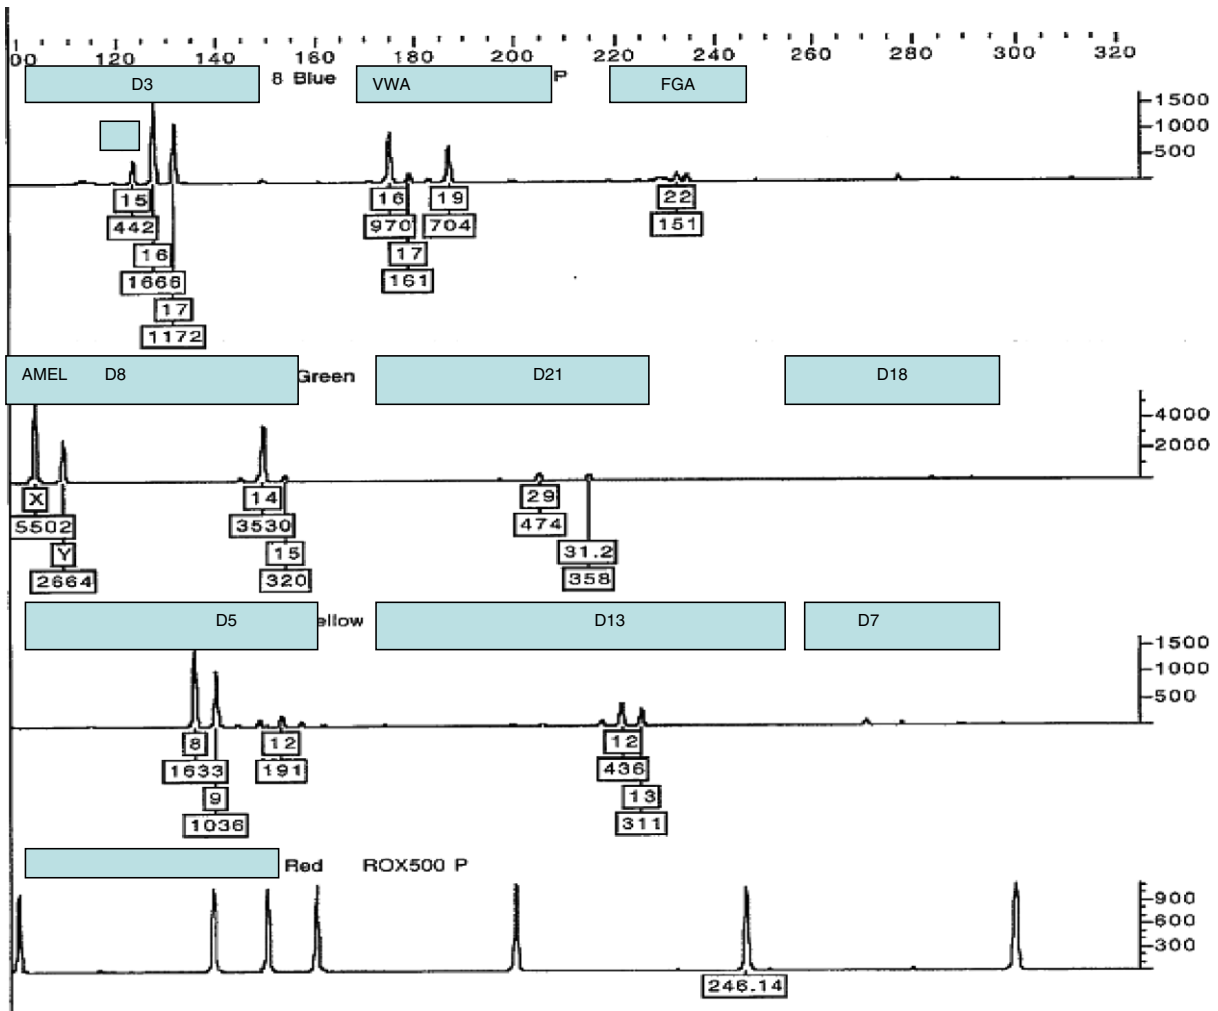 00 120 140 160 180 200 220 240 260 280 300 320
D3 8 Blue VWA P FGA
1500
1000
500
15 16 19 22
442 970 704 151
16 17
1666 161
17
1172
AMEL D8 Green D21 D18
4000
2000
X 14 29
5502 3530 474
Y 15 31.2
2664 320 358
D5 ellow D13 D7
1500
1000
500
8 12 12
1633 191 436
9 13
1036 311
Red ROX500 P
900
600
300
246.14